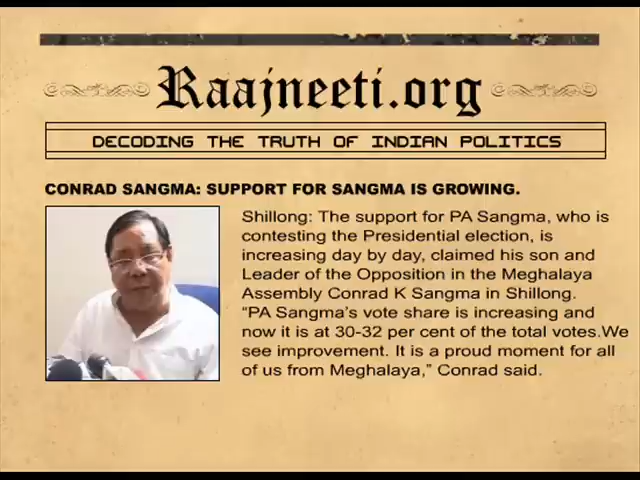 Raajneeti.org
DECODING THE TRUTH OF INDIAN POLITICS
CONRAD SANGMA: SUPPORT FOR SANGMA IS GROWING.
Shillong: The support for PA Sangma, who is
contesting the Presidential election, is
increasing day by day, claimed his son and
Leader of the Opposition in the Meghalaya
Assembly Conrad K Sangma in Shillong.
“PA Sangma’s vote share is increasing and
now it is at 30-32 per cent of the total votes.We
see improvement. It is a proud moment for all
of us from Meghalaya,” Conrad said.